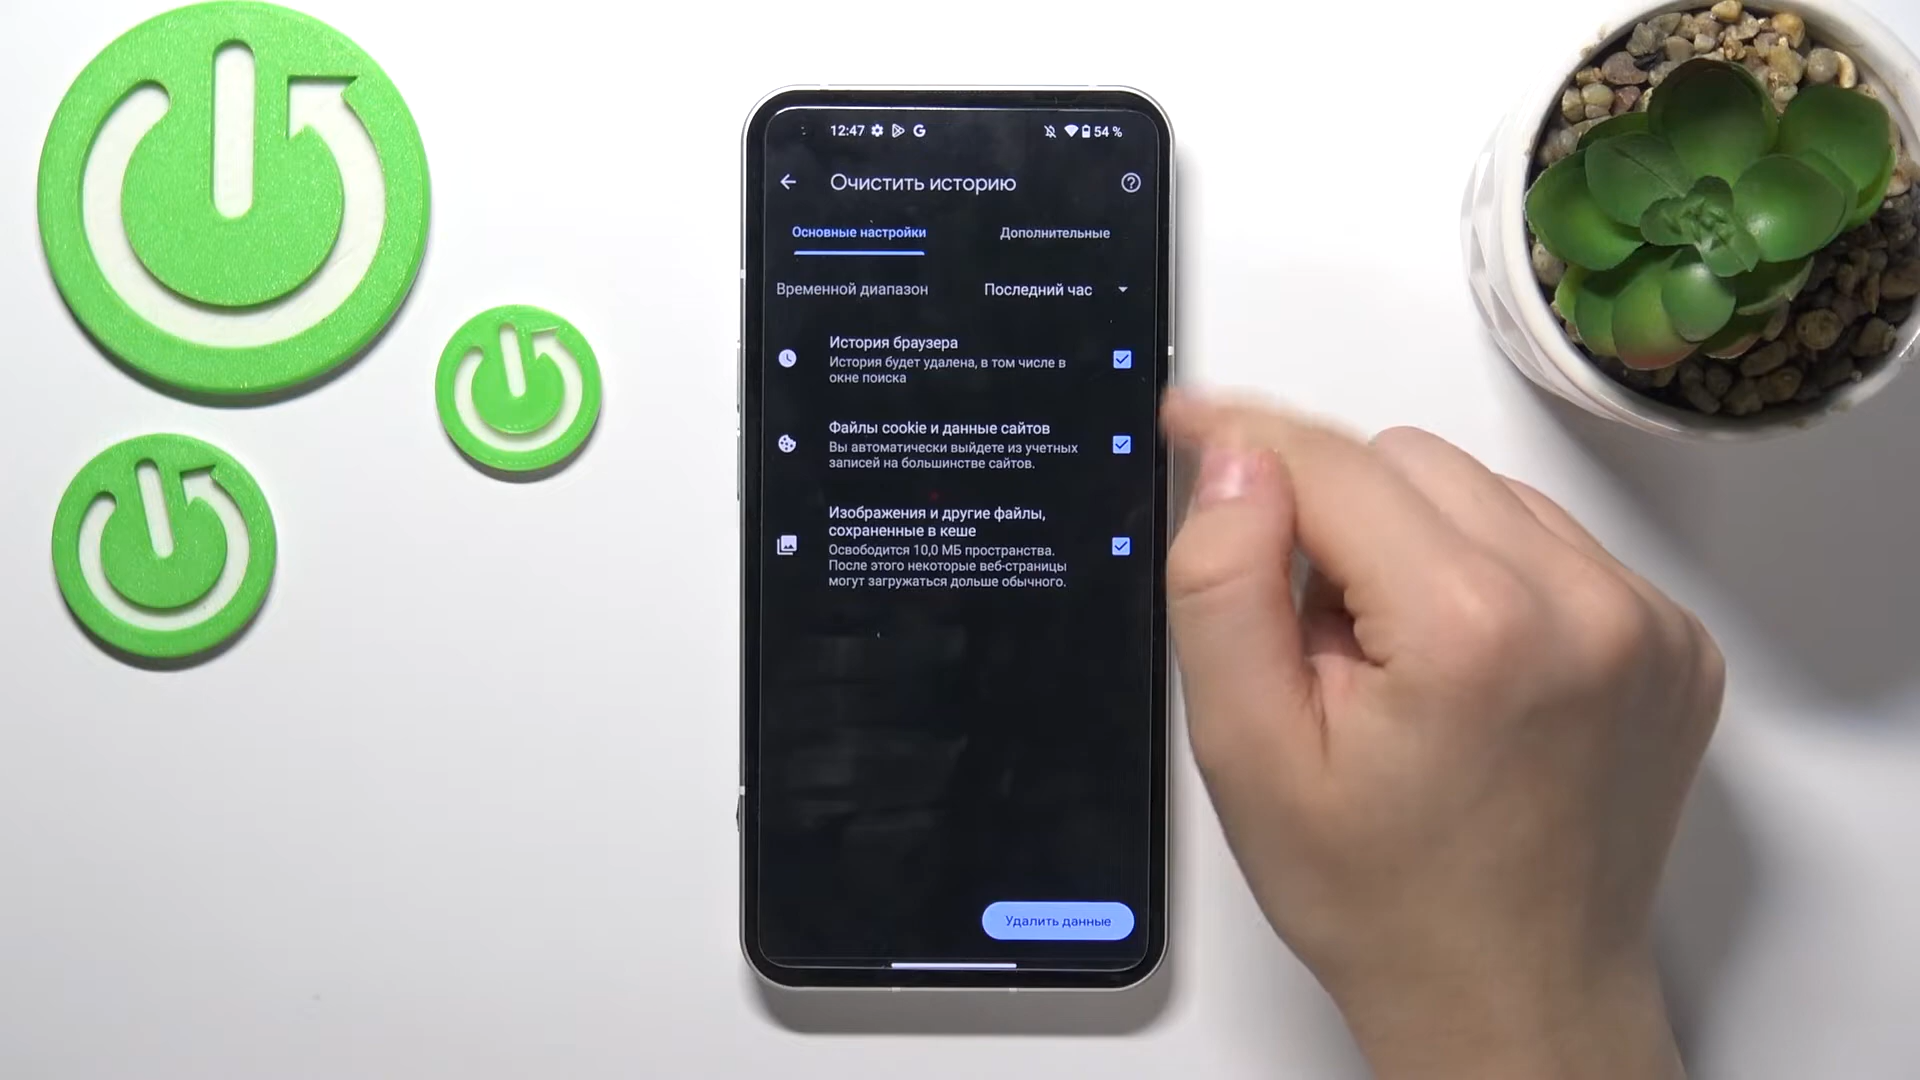 12:47
54 %
Очистить историю
Основные настройки
Дополнительные
Временной диапазон
Последний час
История браузера
История будет удалена, в том числе в
окне поиска
Файлы cookie и данные сайтов
Вы автоматически выйдете из учетных
записей на большинстве сайтов.
Изображения и другие файлы,
сохраненные в кеше
Освободится 10,0 МБ пространства.
После этого некоторые веб-страницы
могут загружаться дольше обычного.
Удалить данные